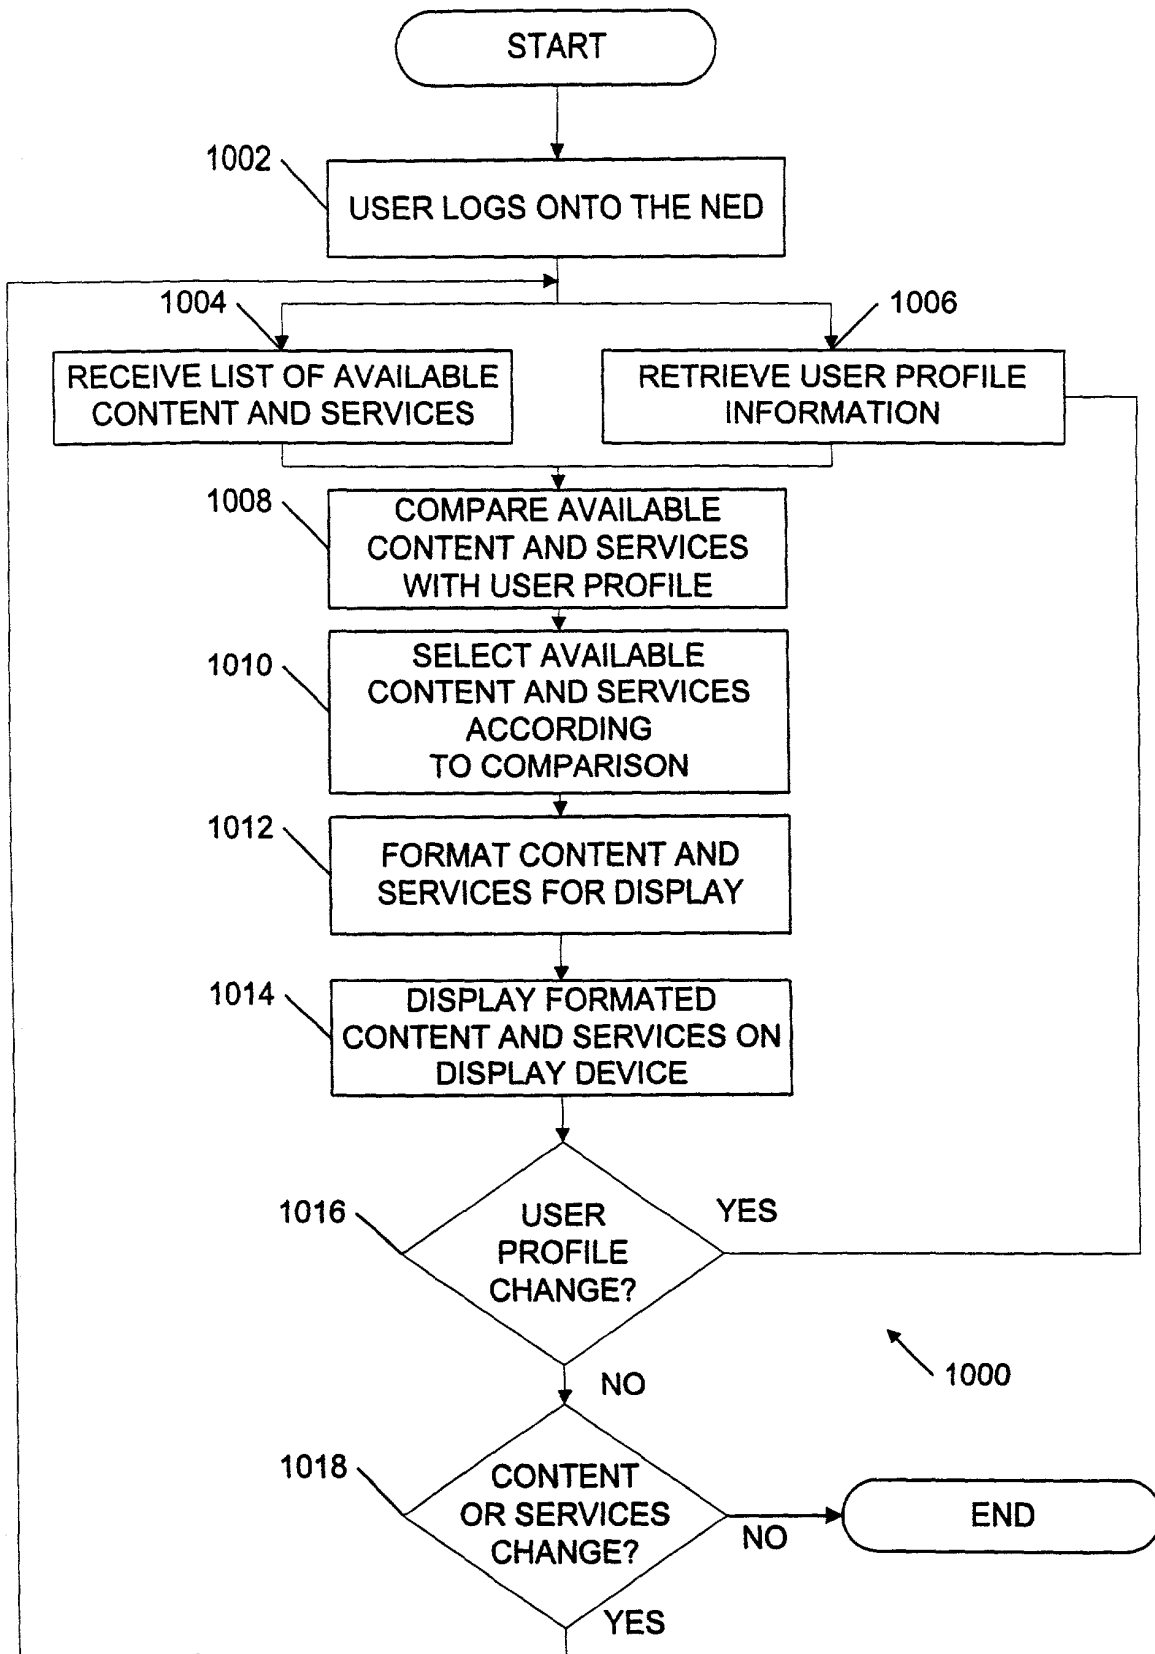 START
1002
USER LOGS ONTO THE NED
1004
1006
RECEIVE LIST OF AVAILABLE
CONTENT AND SERVICES
RETRIEVE USER PROFILE
INFORMATION
1008
COMPARE AVAILABLE
CONTENT AND SERVICES
WITH USER PROFILE
1010
SELECT AVAILABLE
CONTENT AND SERVICES
ACCORDING
TO COMPARISON
1012
FORMAT CONTENT AND
SERVICES FOR DISPLAY
1014
DISPLAY FORMATED
CONTENT AND SERVICES ON
DISPLAY DEVICE
1016
USER
PROFILE
CHANGE?
YES
1000
NO
1018
CONTENT
OR SERVICES
CHANGE?
NO
END
YES